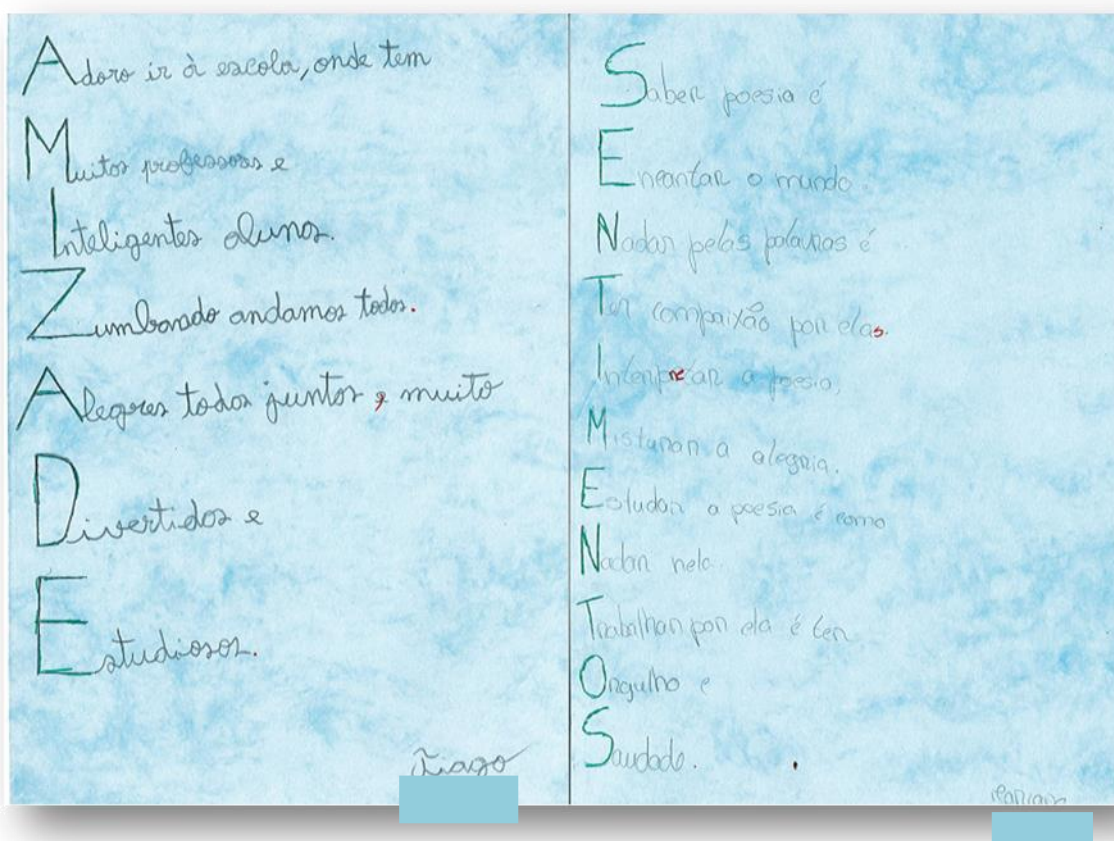 Adoro ir à escola, onde tem
Muitos professores e
Inteligentes alunos.
Zumbando andamos todos.
Alegres todos juntos, muito
Divertidos e
Estudiosos.
Tiago
Saber poesia é
Encantar o mundo.
Nadar pelas palavras é
Ter compaixão por elas.
Interpretar a poesia,
Misturar a alegria.
Estudar a poesia é como
Nadar nela.
Trabalhar por ela é ter
Orgulho e
Saudade.